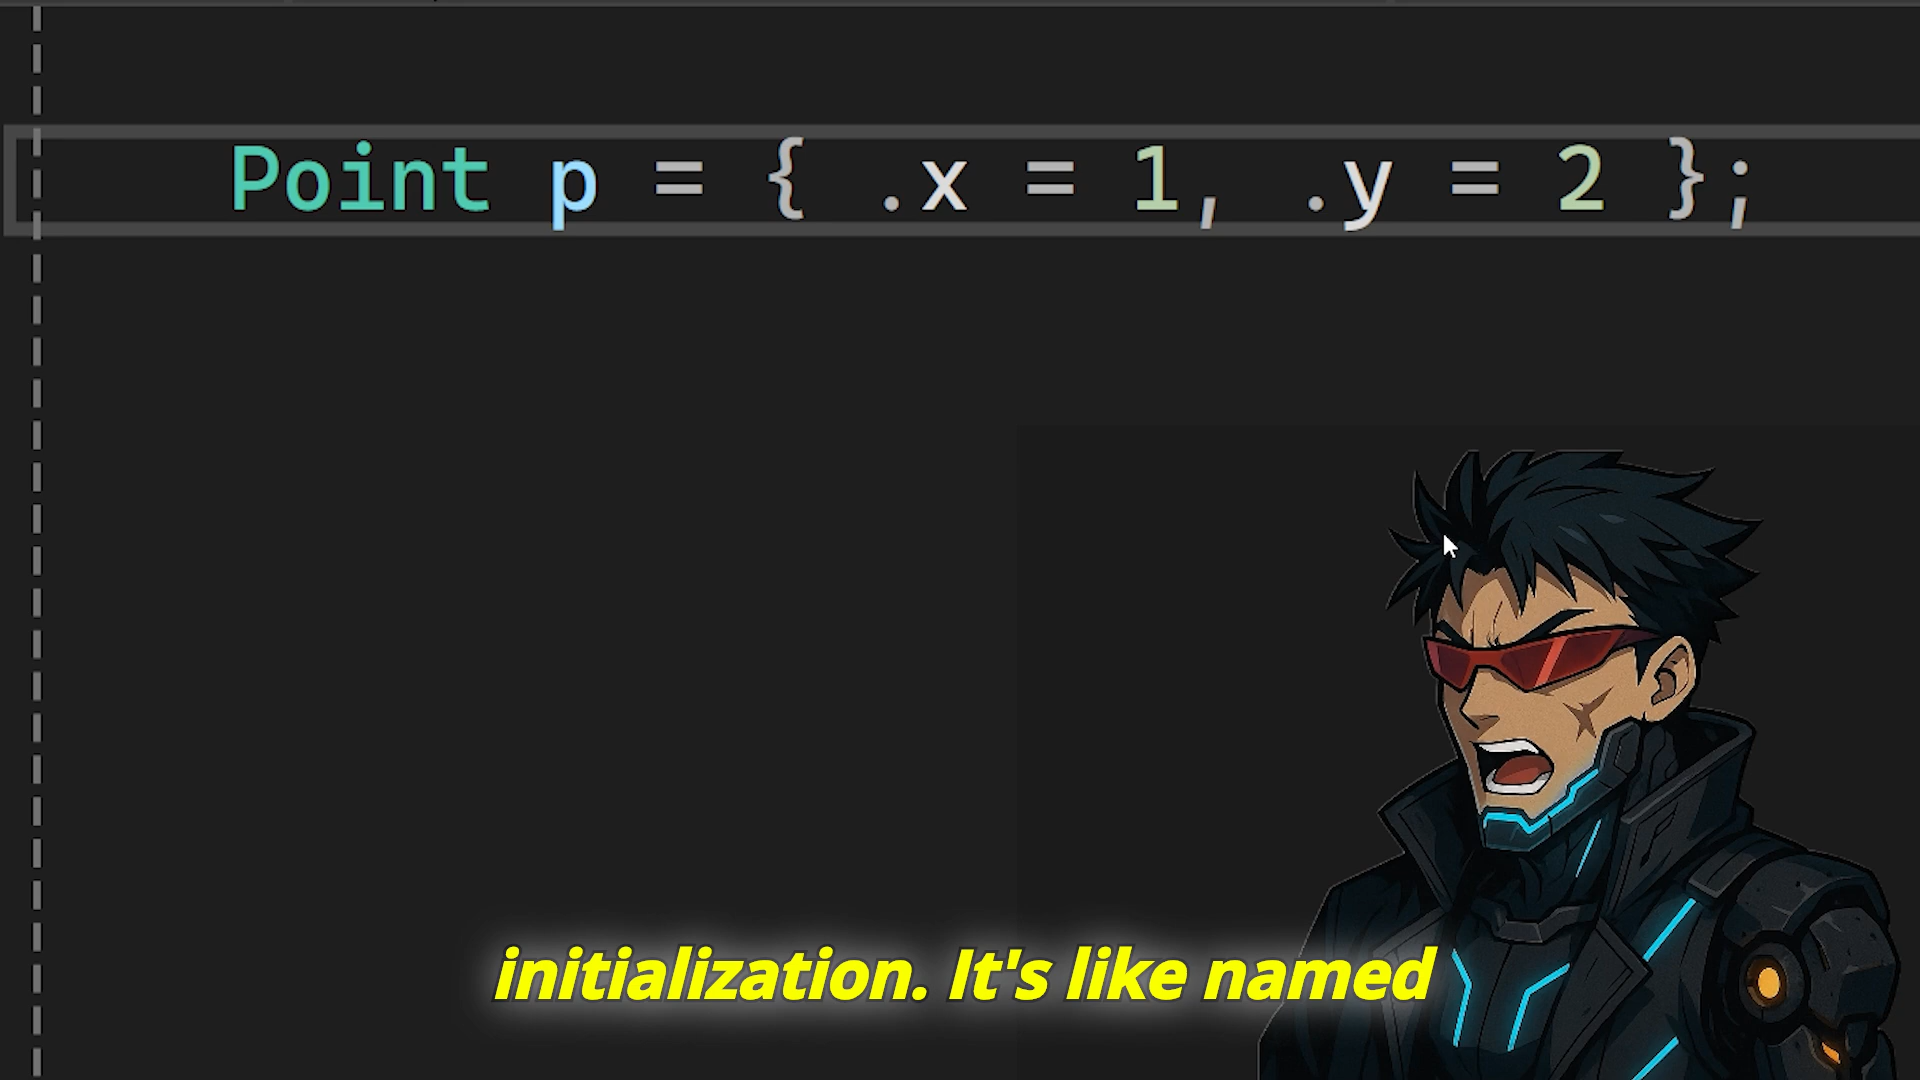 Point p = { .x = 1, .y = 2 };
initialization. It's like named